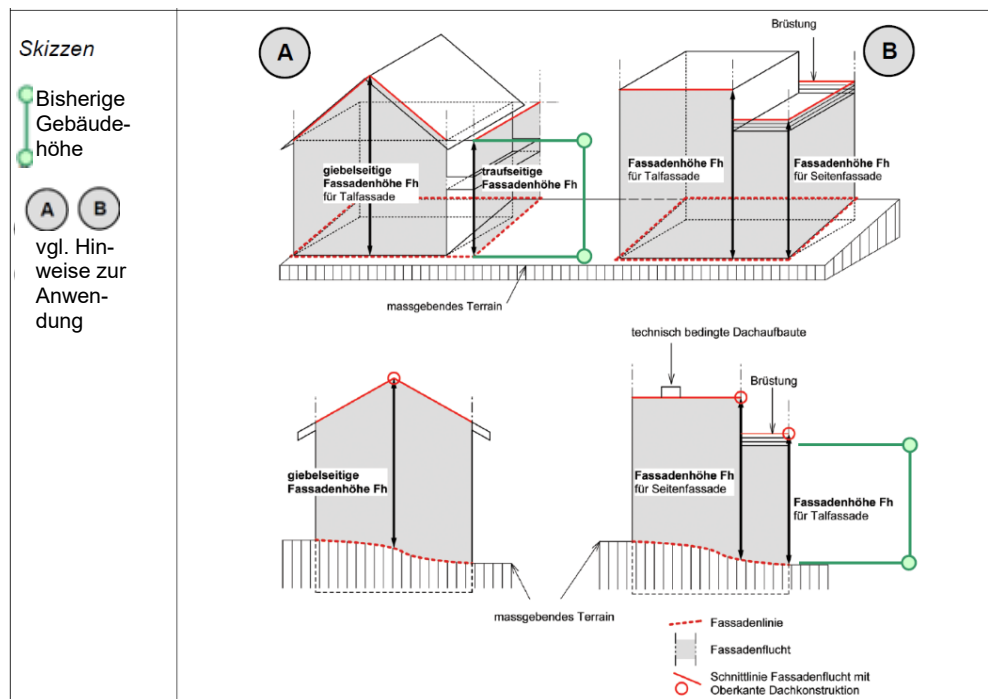 Skizzen
Bisherige
Gebäude-
höhe
A B
vgl. Hin-
weise zur
Anwen-
dung
A
giebelseitige
Fassadenhöhe Fh
für Talfassade
traufseitige
Fassadenhöhe Fh
massgebendes Terrain
Brüstung
B
Fassadenhöhe Fh
für Talfassade
Fassadenhöhe Fh
für Seitenfassade
giebelseitige
Fassadenhöhe Fh
technisch bedingte Dachaufbaute
Brüstung
Fassadenhöhe Fh
für Seitenfassade
Fassadenhöhe Fh
für Talfassade
massgebendes Terrain
Fassadenlinie
Fassadenflucht
Schnittlinie Fassadenflucht mit
Oberkante Dachkonstruktion